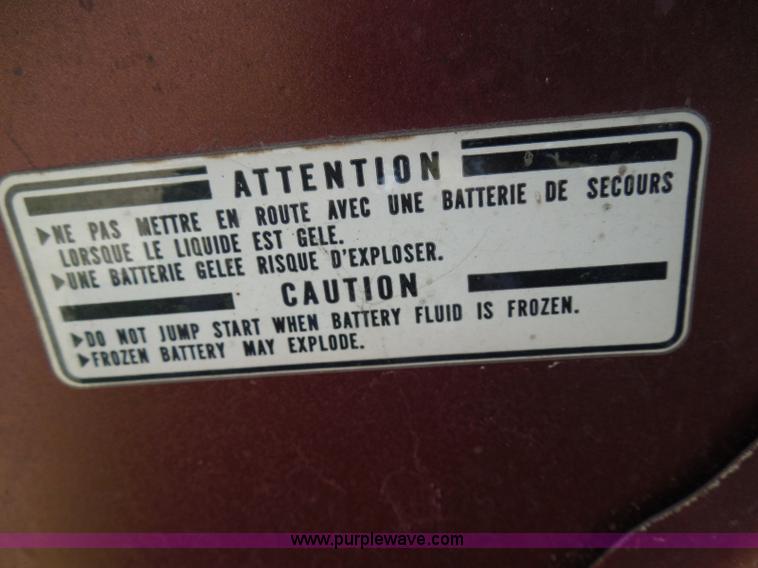 ATTENTION
▶NE PAS METTRE EN ROUTE AVEC UNE BATTERIE DE SECOURS
LORSQUE LE LIQUIDE EST GELE.
▶UNE BATTERIE GELEE RISQUE D'EXPLOSER.
CAUTION
▶DO NOT JUMP START WHEN BATTERY FLUID IS FROZEN.
▶FROZEN BATTERY MAY EXPLODE.
www.purplewave.com